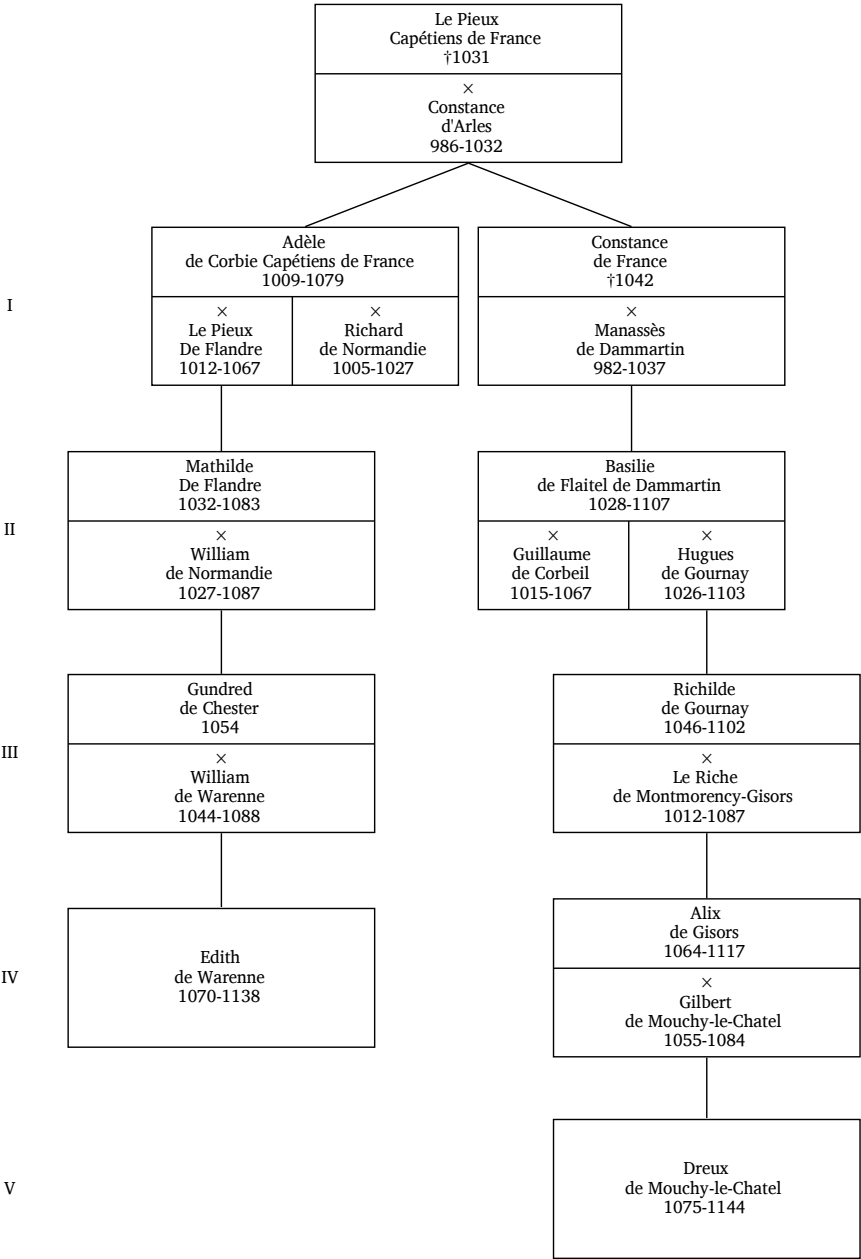 Le Pieux
Capétiens de France
†1031
×
Constance
d'Arles
986-1032
I
Adèle
de Corbie Capétiens de France
1009-1079
×
Le Pieux
De Flandre
1012-1067
×
Richard
de Normandie
1005-1027
Constance
de France
†1042
×
Manassès
de Dammartin
982-1037
II
Mathilde
De Flandre
1032-1083
×
William
de Normandie
1027-1087
Basilie
de Flaitel de Dammartin
1028-1107
×
Guillaume
de Corbeil
1015-1067
×
Hugues
de Gournay
1026-1103
III
Gundred
de Chester
1054
×
William
de Warenne
1044-1088
Richilde
de Gournay
1046-1102
×
Le Riche
de Montmorency-Gisors
1012-1087
IV
Edith
de Warenne
1070-1138
Alix
de Gisors
1064-1117
×
Gilbert
de Mouchy-le-Chatel
1055-1084
V
Dreux
de Mouchy-le-Chatel
1075-1144